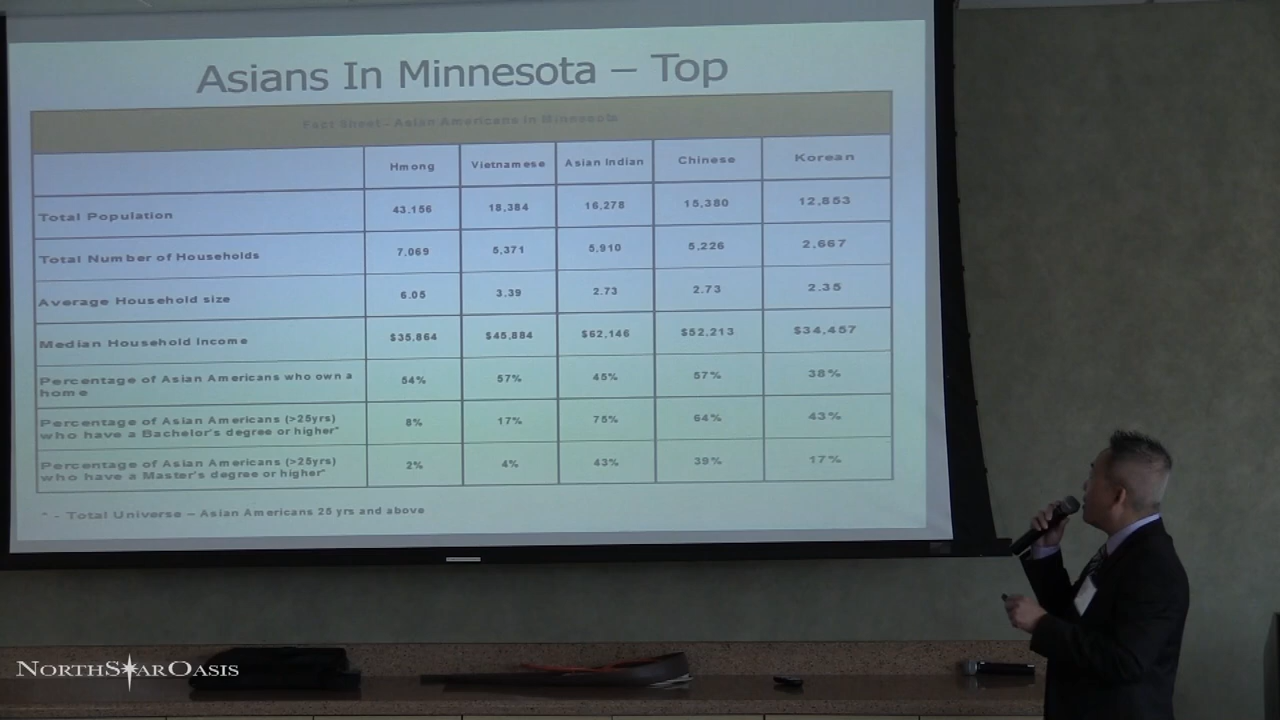 Asians In Minnesota – Top
Fact Sheet - Asian Americans in Minnesota
Hmong Vietnamese Asian Indian Chinese Korean
Total Population 43,156 18,384 16,278 15,380 12,853
Total Number of Households 7,069 5,371 5,910 5,226 2,667
Average Household size 6.05 3.39 2.73 2.73 2.35
Median Household Income $35,864 $45,884 $62,146 $52,213 $34,457
Percentage of Asian Americans who own a
home 54% 57% 45% 57% 38%
Percentage of Asian Americans (>25yrs)
who have a Bachelor's degree or higher* 8% 17% 75% 64% 43%
Percentage of Asian Americans (>25yrs)
who have a Master's degree or higher* 2% 4% 43% 39% 17%
* - Total Universe – Asian Americans 25 yrs and above
NORTHSTAROASIS